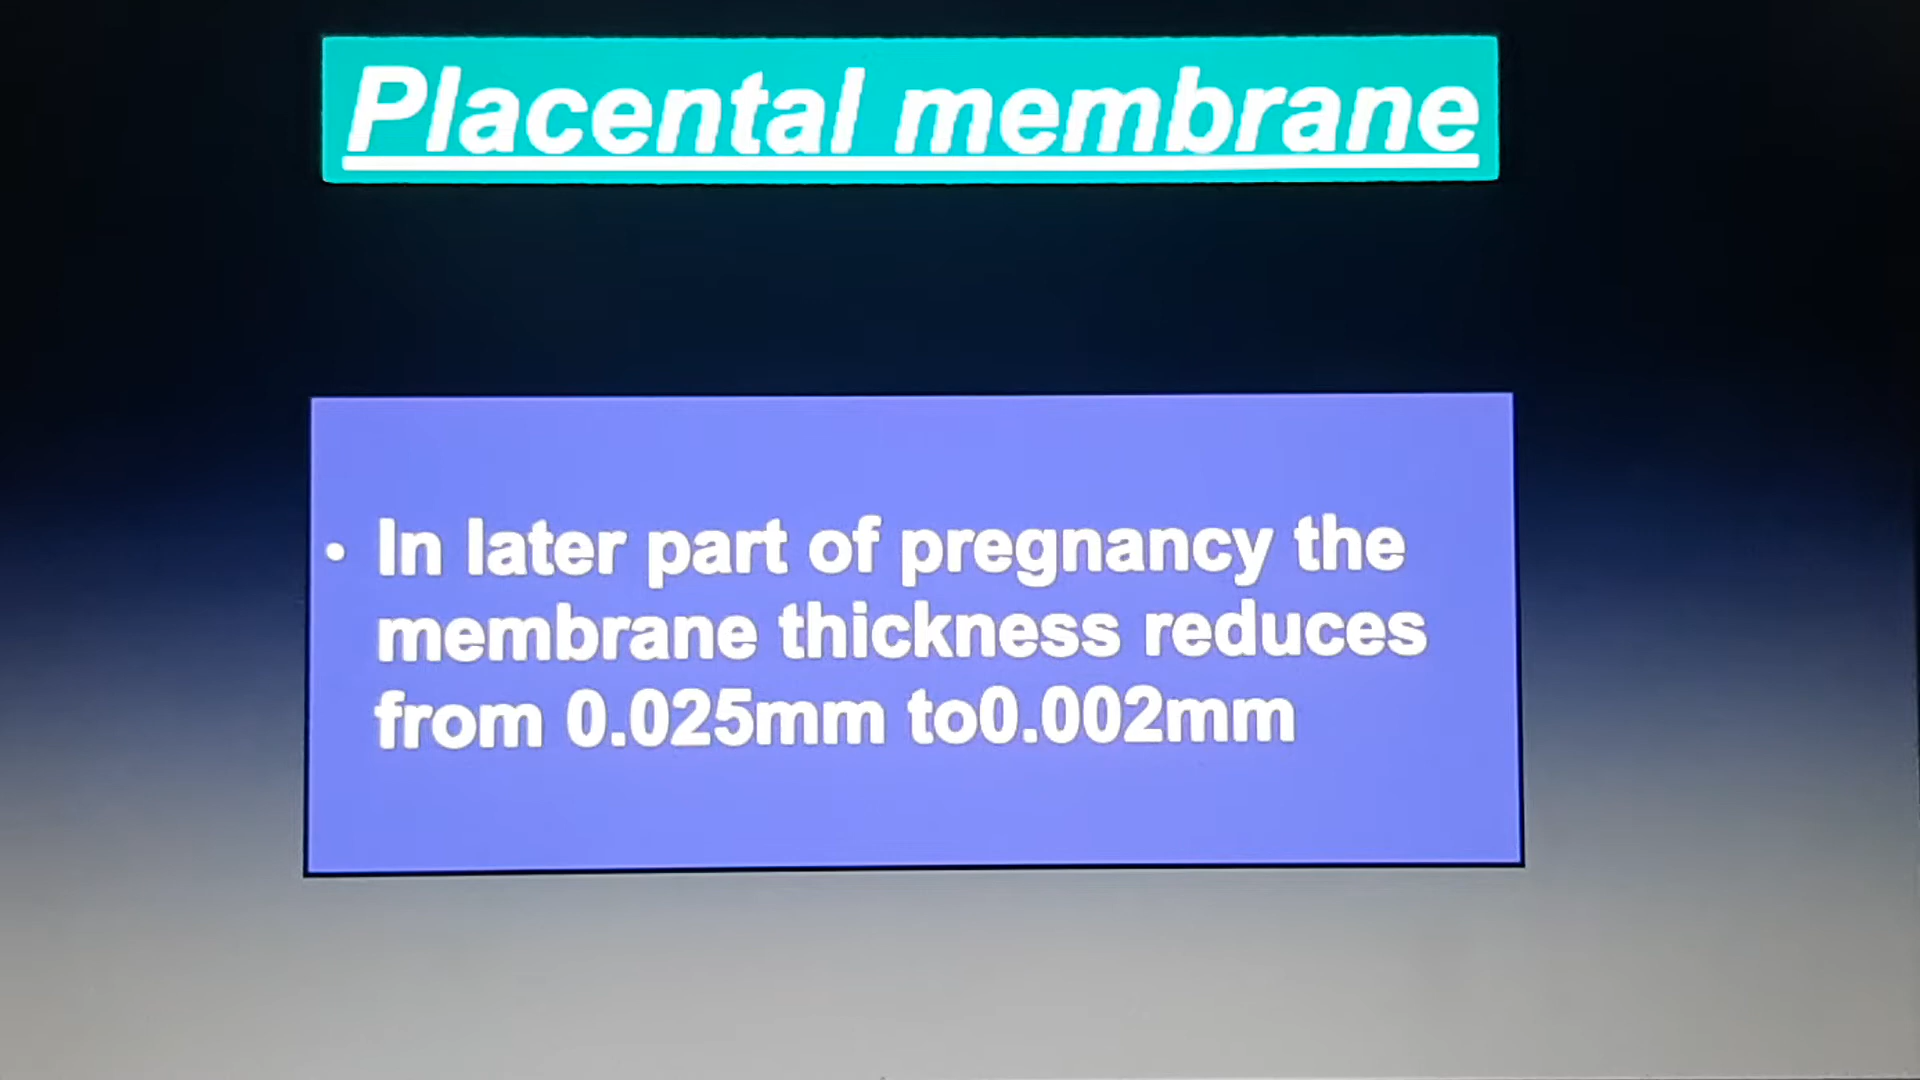 Placental membrane
• In later part of pregnancy the
membrane thickness reduces
from 0.025mm to0.002mm